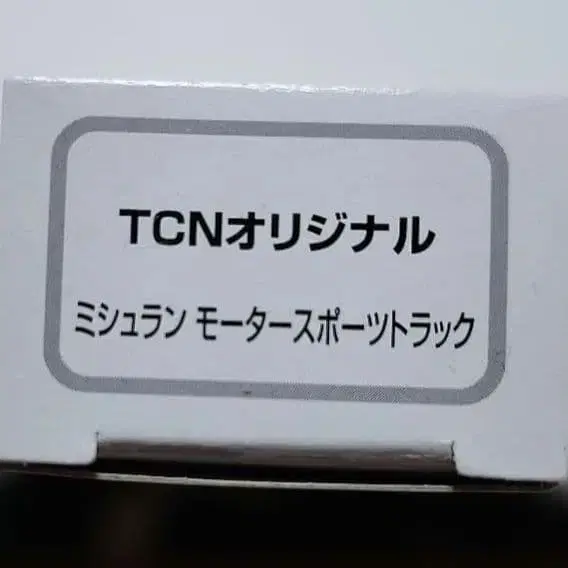 TCNオリジナル
ミシュラン モータースポーツトラック